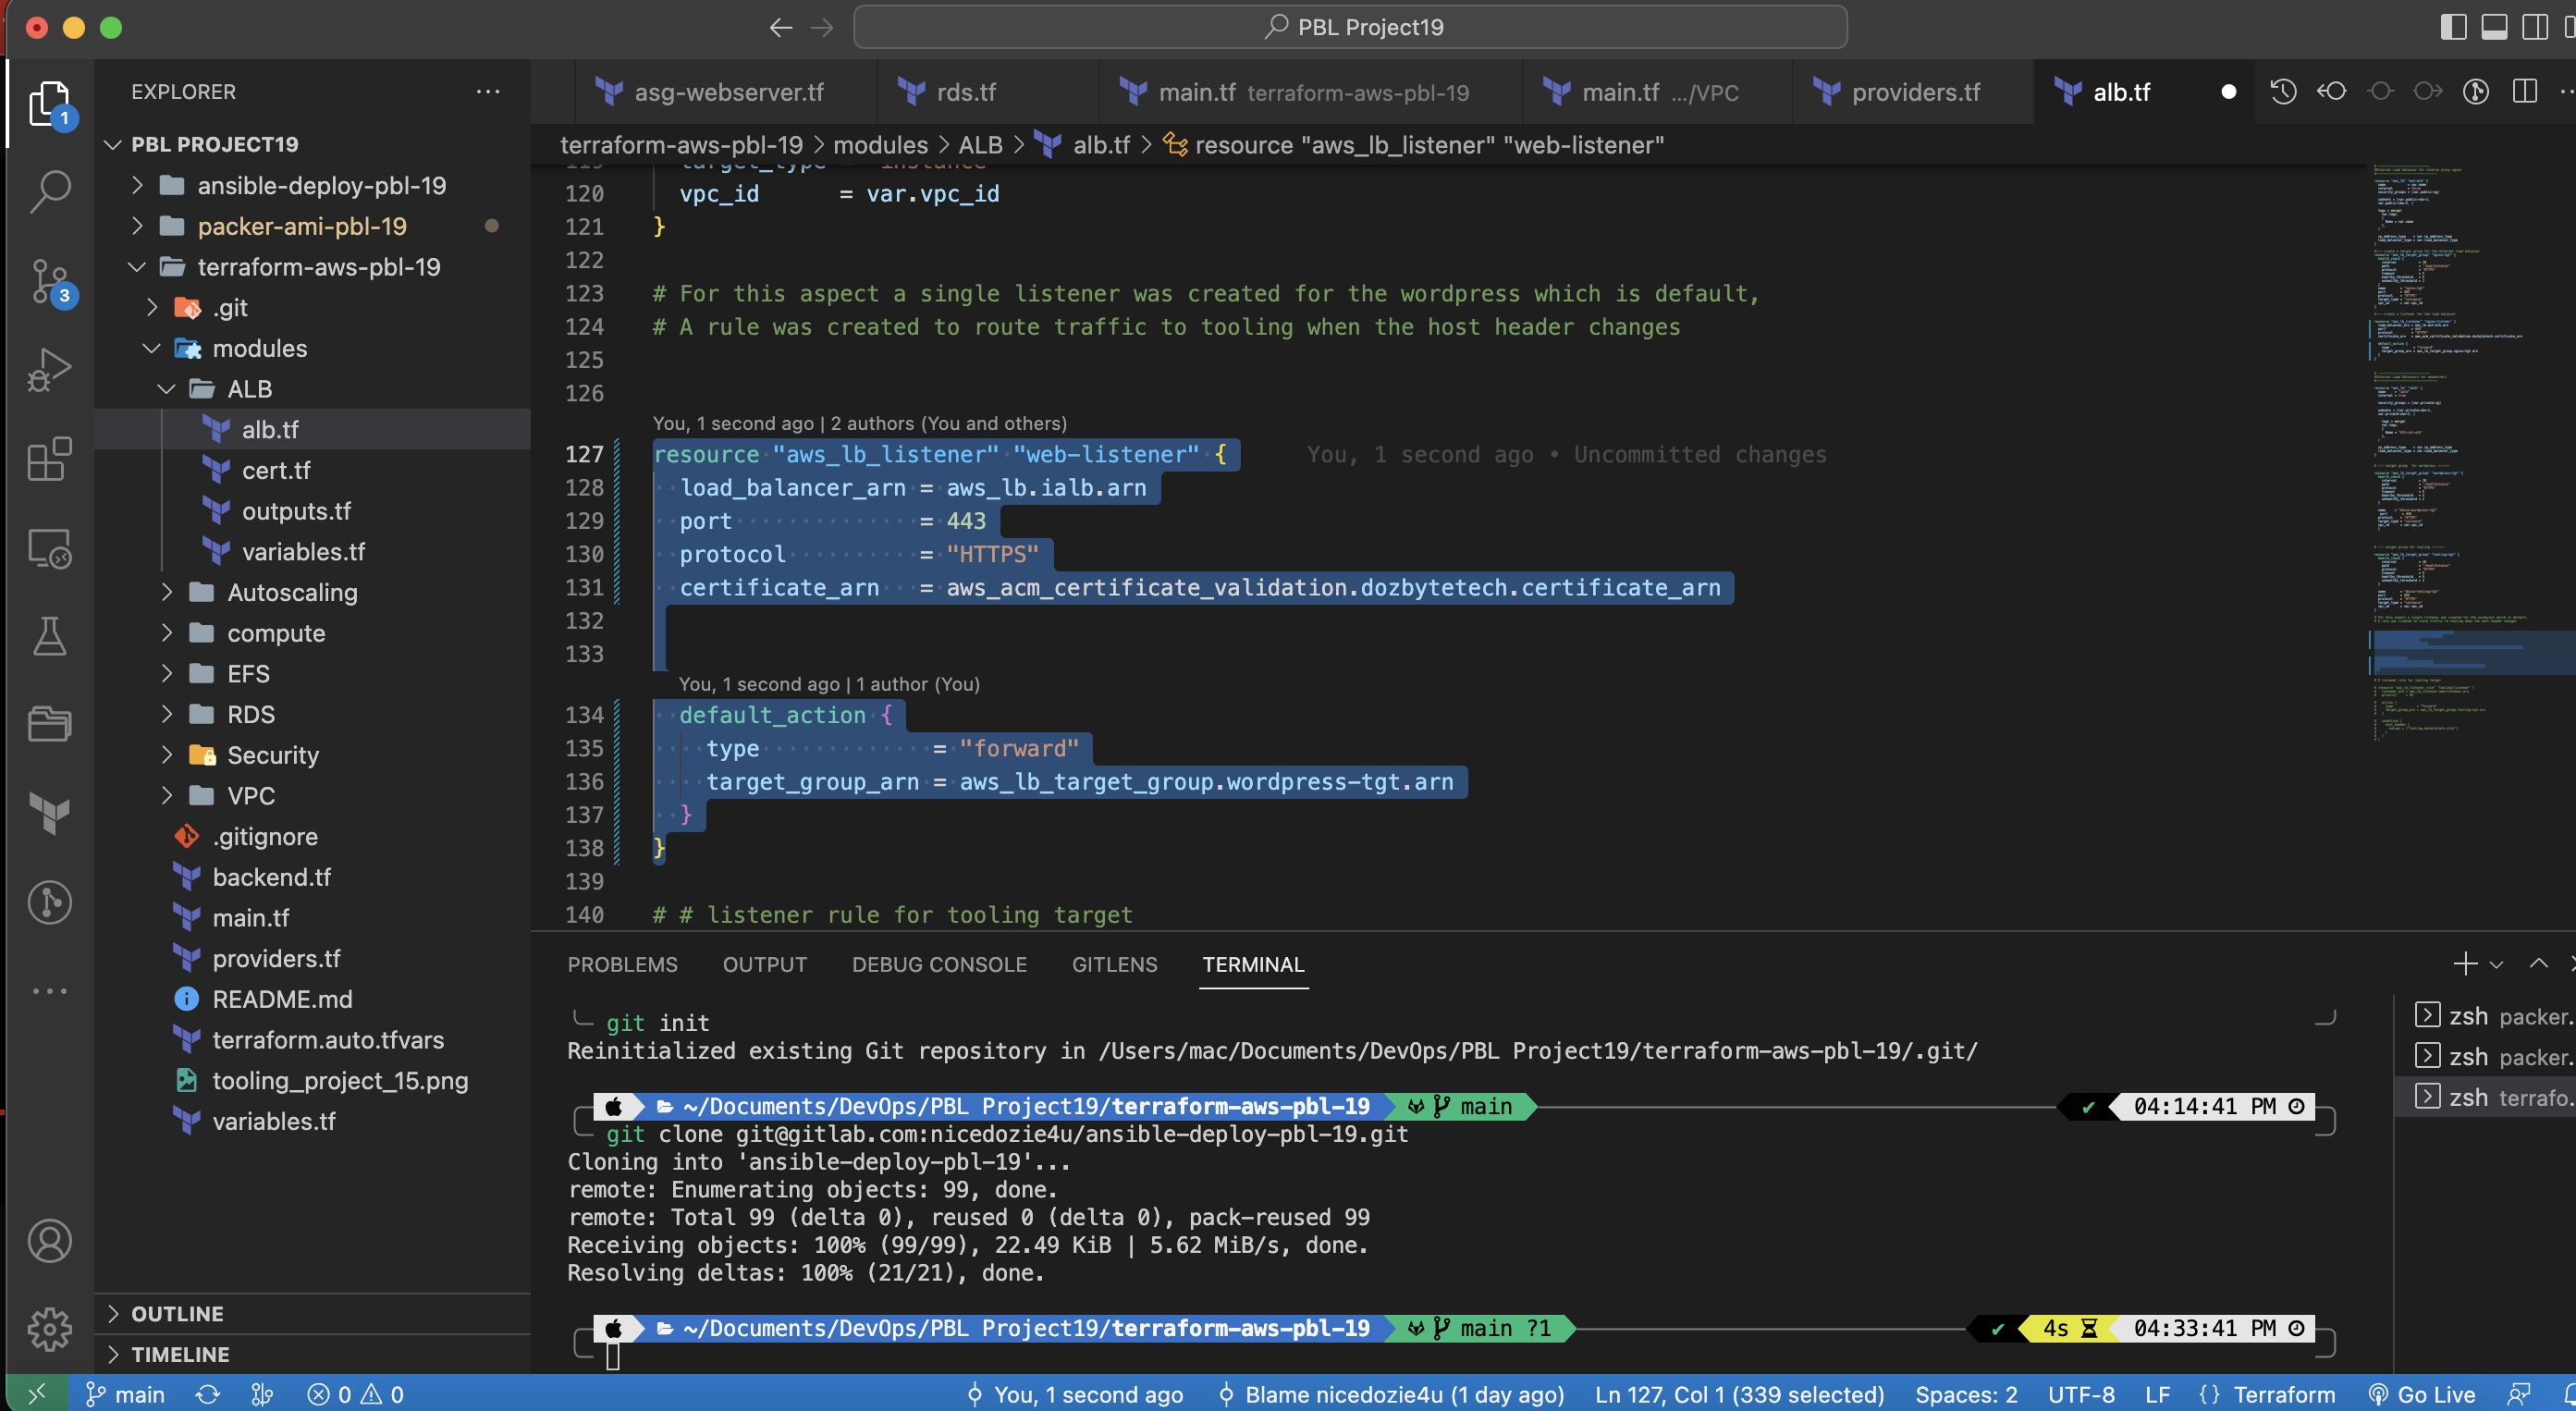 PBL Project19
EXPLORER
PBL PROJECT19
ansible-deploy-pbl-19
packer-ami-pbl-19
terraform-aws-pbl-19
.git
modules
ALB
alb.tf
cert.tf
outputs.tf
variables.tf
Autoscaling
compute
EFS
RDS
Security
VPC
.gitignore
backend.tf
main.tf
providers.tf
README.md
terraform.auto.tfvars
tooling_project_15.png
variables.tf
OUTLINE
TIMELINE
1
3
asg-webserver.tf
rds.tf
main.tf terraform-aws-pbl-19
main.tf .../VPC
providers.tf
alb.tf
terraform-aws-pbl-19 > modules > ALB > alb.tf > resource "aws_lb_listener" "web-listener"
120 vpc_id = var.vpc_id
121 }
122
123 # For this aspect a single listener was created for the wordpress which is default,
124 # A rule was created to route traffic to tooling when the host header changes
125
126
You, 1 second ago | 2 authors (You and others)
127 resource "aws_lb_listener" "web-listener" { You, 1 second ago • Uncommitted changes
128 load_balancer_arn = aws_lb.ialb.arn
129 port = 443
130 protocol = "HTTPS"
131 certificate_arn = aws_acm_certificate_validation.dozbytetech.certificate_arn
132
133
You, 1 second ago | 1 author (You)
134 default_action {
135 type = "forward"
136 target_group_arn = aws_lb_target_group.wordpress-tgt.arn
137 }
138 }
139
140 # # listener rule for tooling target
PROBLEMS OUTPUT DEBUG CONSOLE GITLENS TERMINAL
git init
Reinitialized existing Git repository in /Users/mac/Documents/DevOps/PBL Project19/terraform-aws-pbl-19/.git/
~/Documents/DevOps/PBL Project19/terraform-aws-pbl-19 main ✔ 04:14:41 PM
git clone git@gitlab.com:nicedozie4u/ansible-deploy-pbl-19.git
Cloning into 'ansible-deploy-pbl-19'...
remote: Enumerating objects: 99, done.
remote: Total 99 (delta 0), reused 0 (delta 0), pack-reused 99
Receiving objects: 100% (99/99), 22.49 KiB | 5.62 MiB/s, done.
Resolving deltas: 100% (21/21), done.
~/Documents/DevOps/PBL Project19/terraform-aws-pbl-19 main ?1 ✔ 4s 04:33:41 PM
zsh packer.
zsh packer.
zsh terrafo.
main 0 0 You, 1 second ago Blame nicedozie4u (1 day ago) Ln 127, Col 1 (339 selected) Spaces: 2 UTF-8 LF {} Terraform Go Live